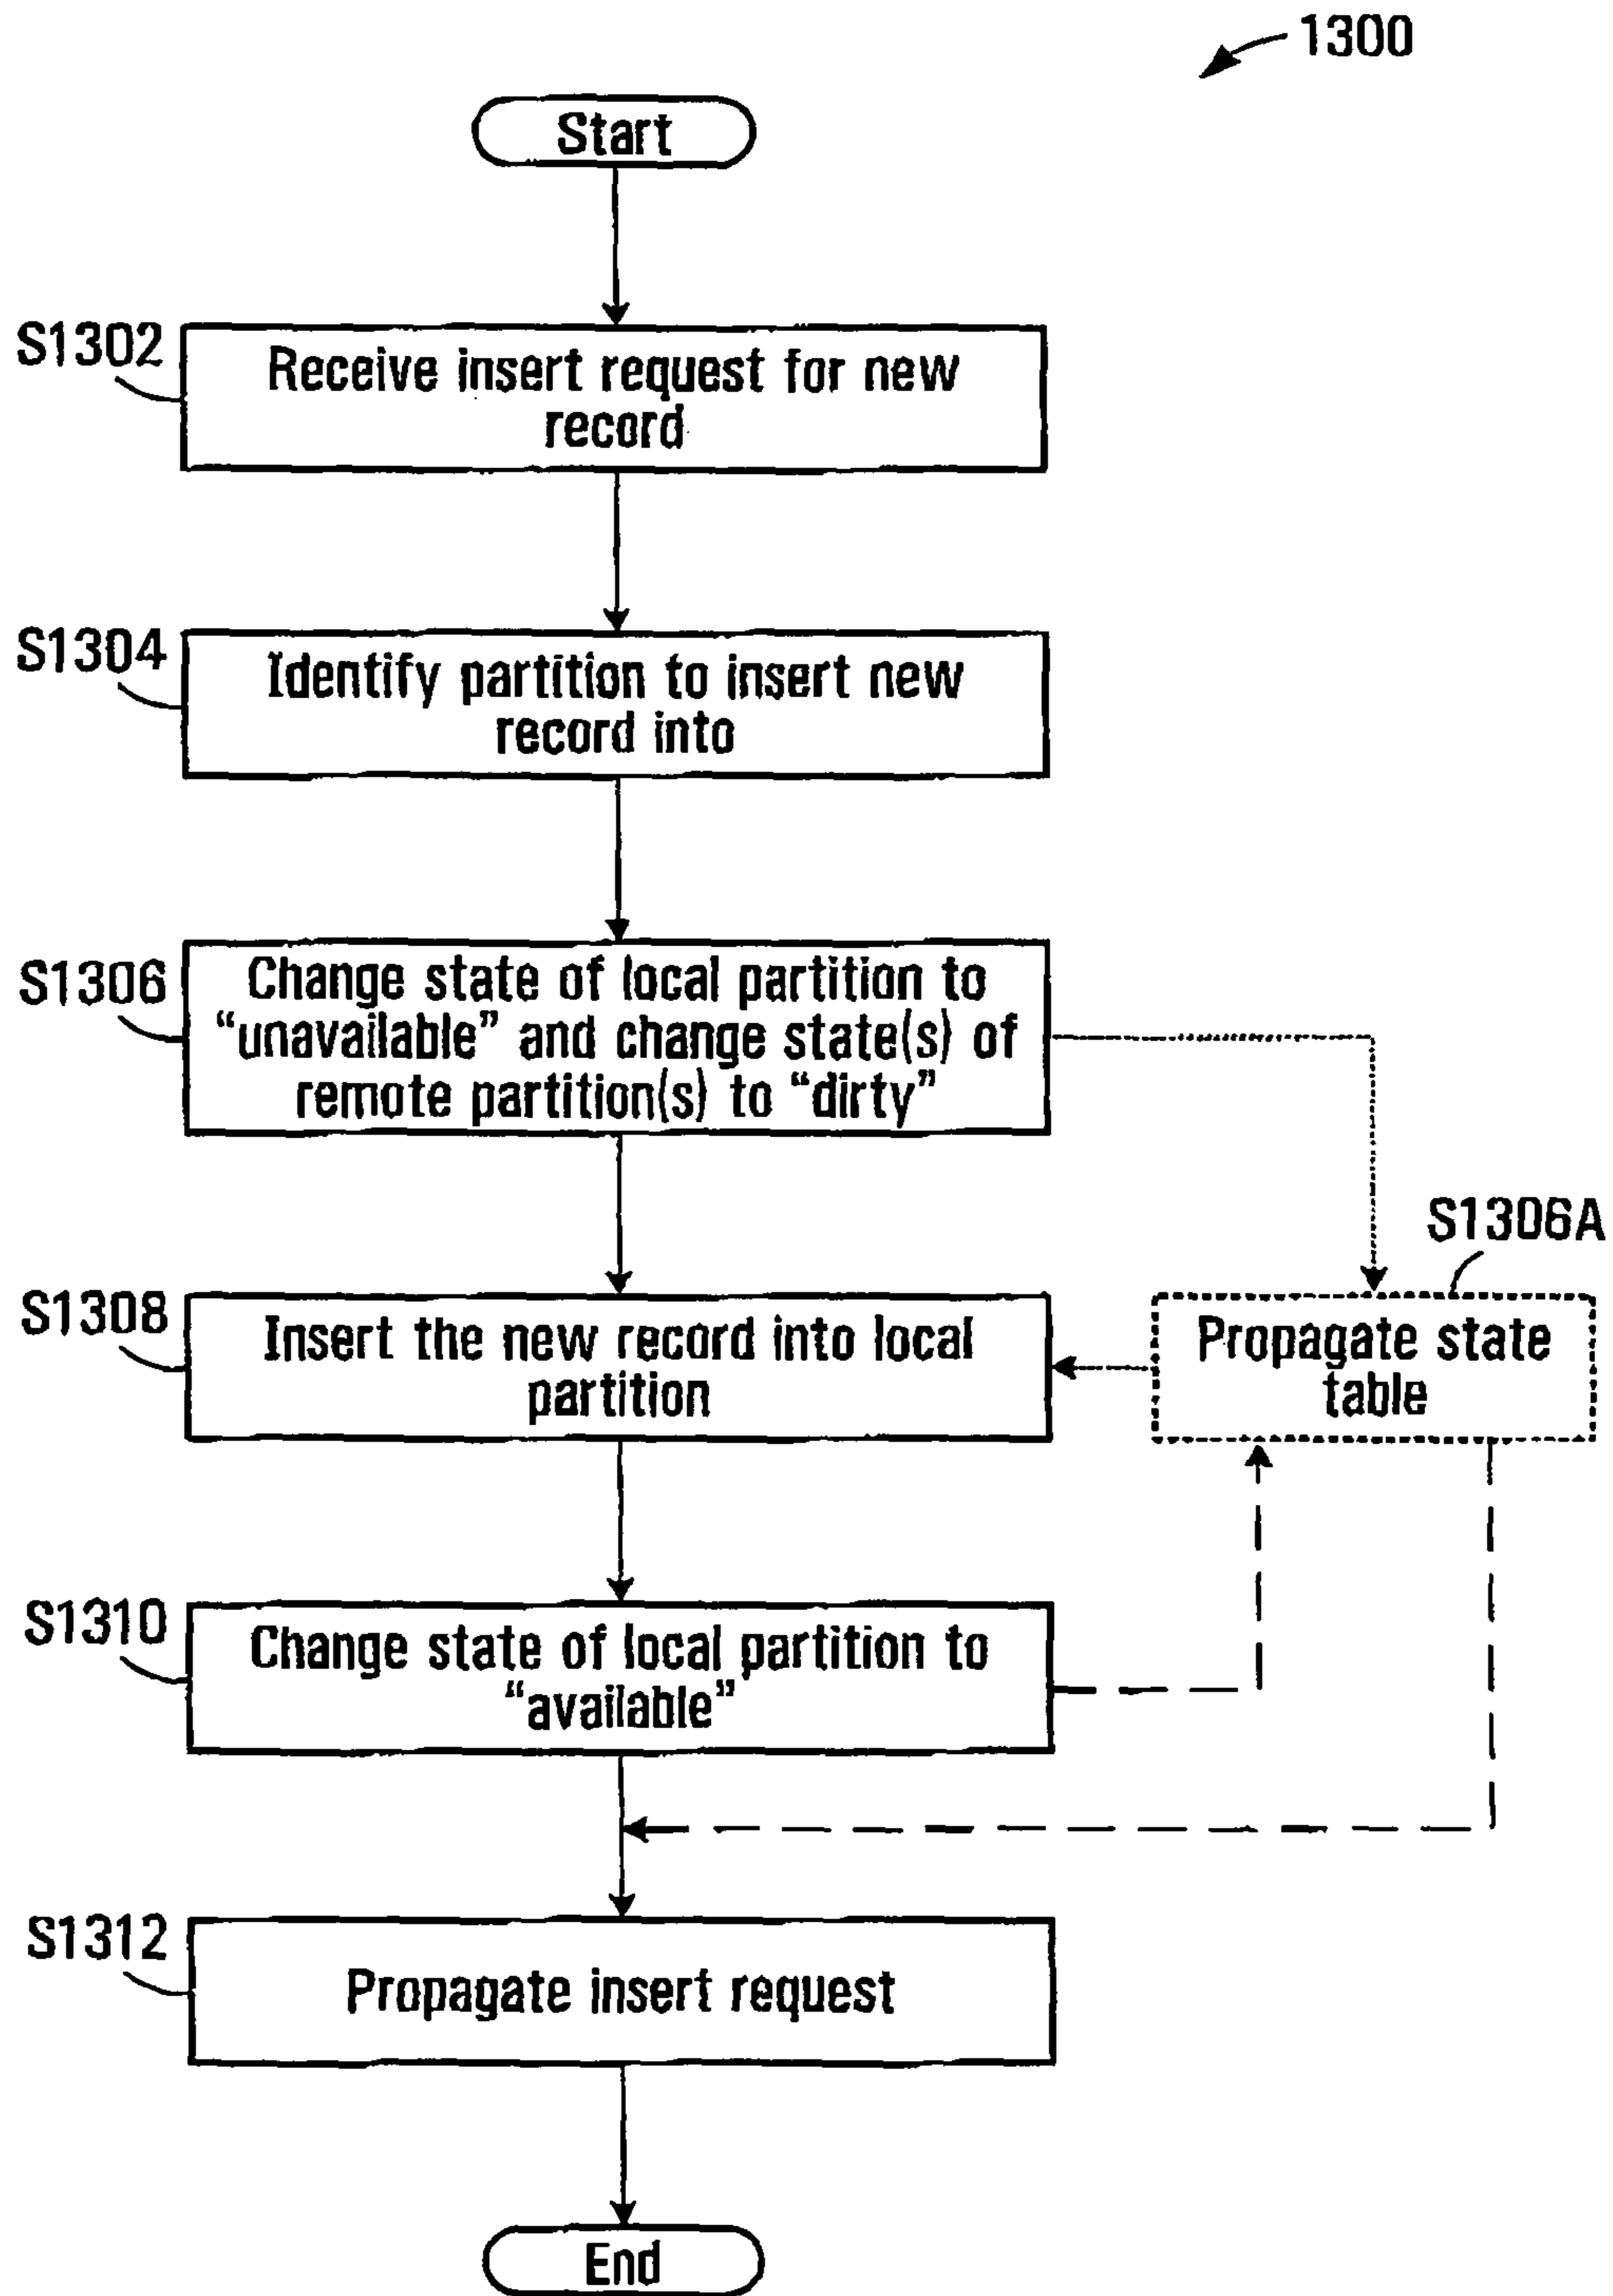 1300
Start
S1302
Receive insert request for new
record
S1304
Identify partition to insert new
record into
S1306
Change state of local partition to
“unavailable” and change state(s) of
remote partition(s) to “dirty”
S1306A
Propagate state
table
S1308
Insert the new record into local
partition
S1310
Change state of local partition to
“available”
S1312
Propagate insert request
End